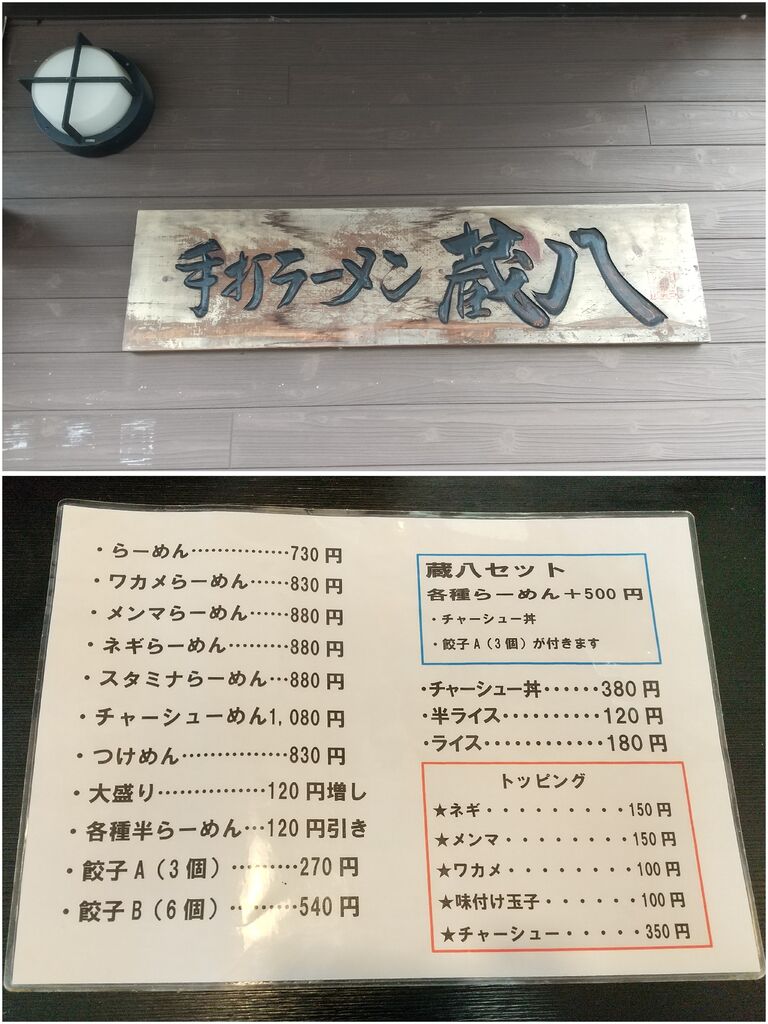 手打ラーメン 蔵八
・らーめん……………730円
・ワカメらーめん……830円
・メンマらーめん……880円
・ネギらーめん………880円
・スタミナらーめん…880円
・チャーシューめん1,080円
・つけめん……………830円
・大盛り………………120円増し
・各種半らーめん…120円引き
・餃子A（3個）………270円
・餃子B（6個）………540円
蔵八セット
各種らーめん＋500円
・チャーシュー丼
・餃子A（3個）が付きます
・チャーシュー丼・・・・・・380円
・半ライス・・・・・・・・・・120円
・ライス・・・・・・・・・・・・180円
トッピング
★ネギ・・・・・・・・・150円
★メンマ・・・・・・・・150円
★ワカメ・・・・・・・・100円
★味付け玉子・・・・・・100円
★チャーシュー・・・・・350円